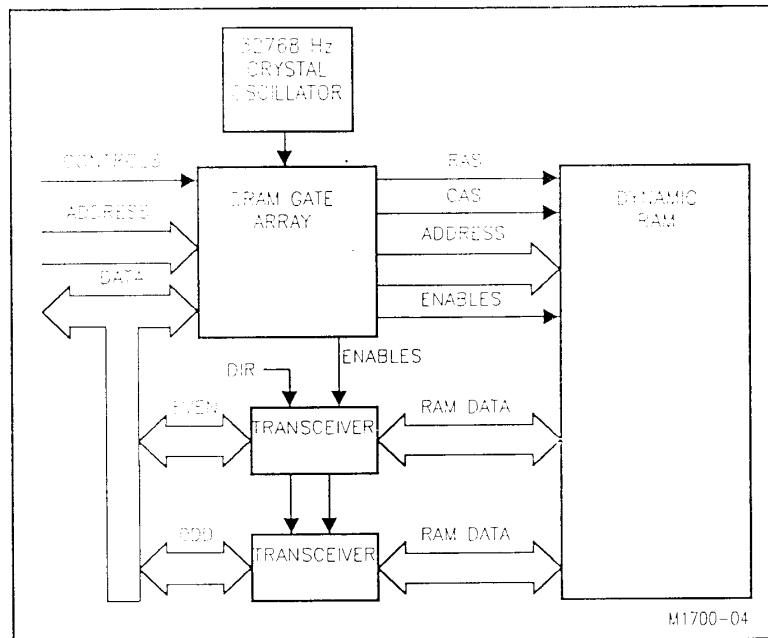 32768 Hz
CRYSTAL
OSCILLATOR
CONTROLS
RAS
DRAM GATE
ARRAY
DYNAMIC
RAM
CAS
ADDRESS
ADDRESS
DATA
ENABLES
ENABLES
DIR
EVEN
TRANSCEIVER
RAM DATA
ODD
TRANSCEIVER
RAM DATA
M1700-04